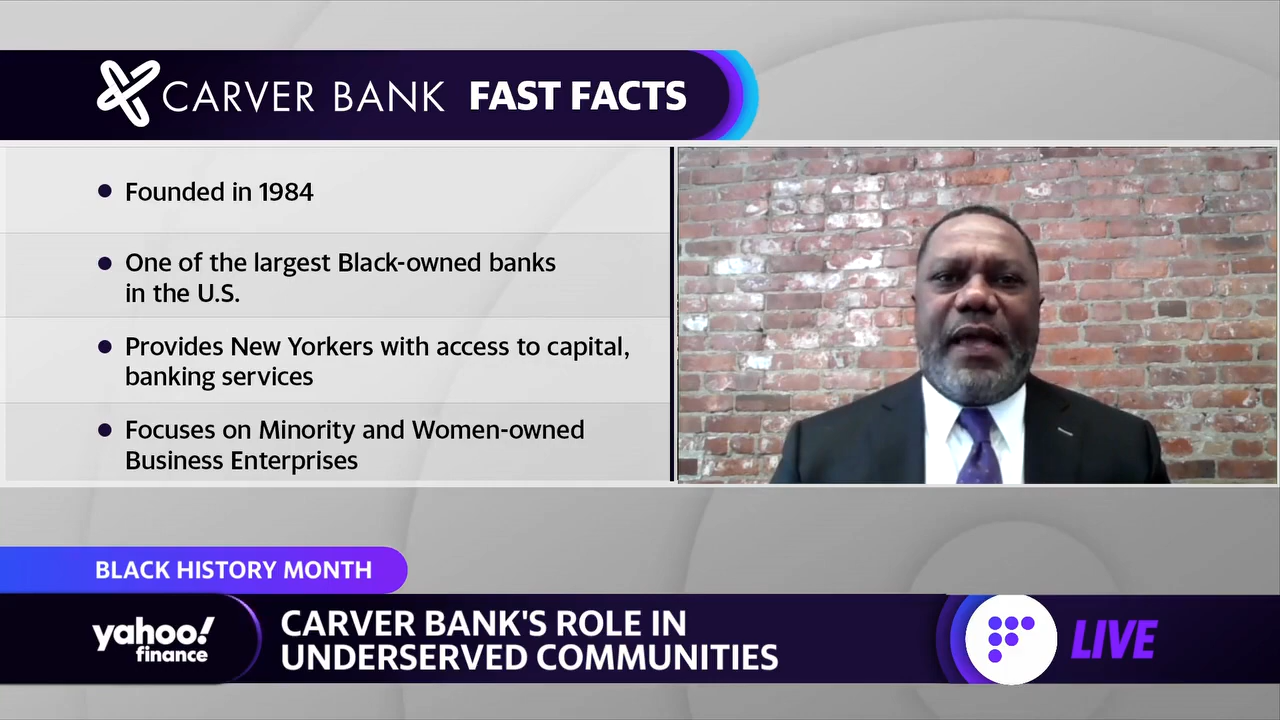 CARVER BANK FAST FACTS
Founded in 1984
One of the largest Black-owned banks
in the U.S.
Provides New Yorkers with access to capital,
banking services
Focuses on Minority and Women-owned
Business Enterprises
BLACK HISTORY MONTH
yahoo!
finance
CARVER BANK'S ROLE IN
UNDERSERVED COMMUNITIES
LIVE